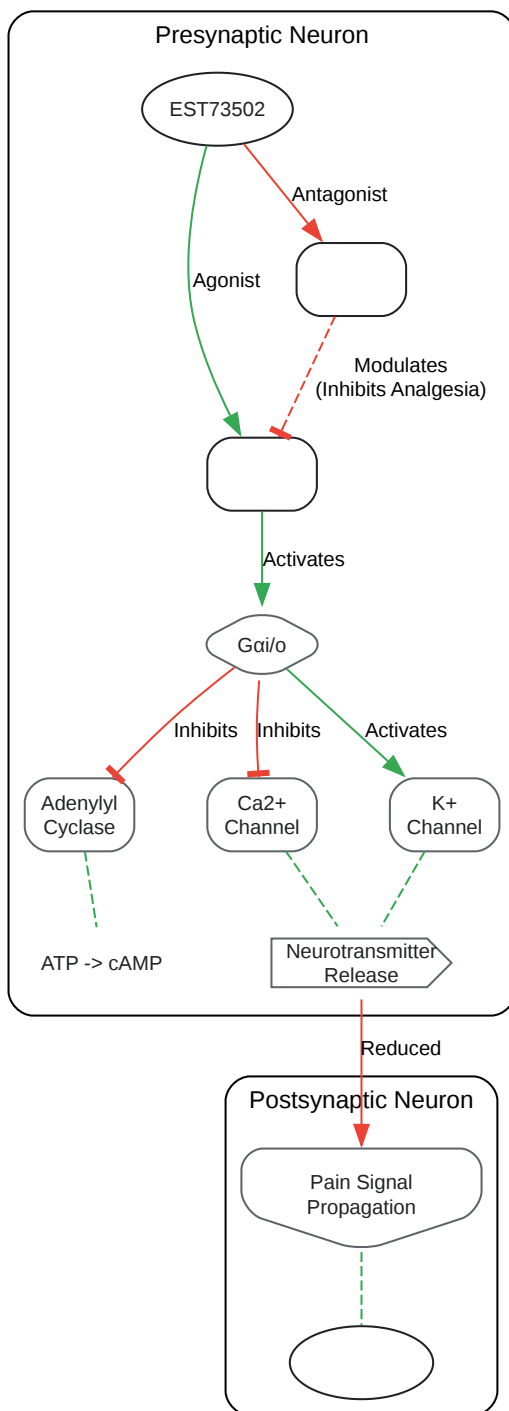 Presynaptic Neuron
EST73502
Antagonist
Agonist
Modulates
(Inhibits Analgesia)
Activates
Gαi/o
Inhibits
Inhibits
Activates
Adenylyl
Cyclase
Ca2+
Channel
K+
Channel
ATP -> cAMP
Neurotransmitter
Release
Reduced
Postsynaptic Neuron
Pain Signal
Propagation